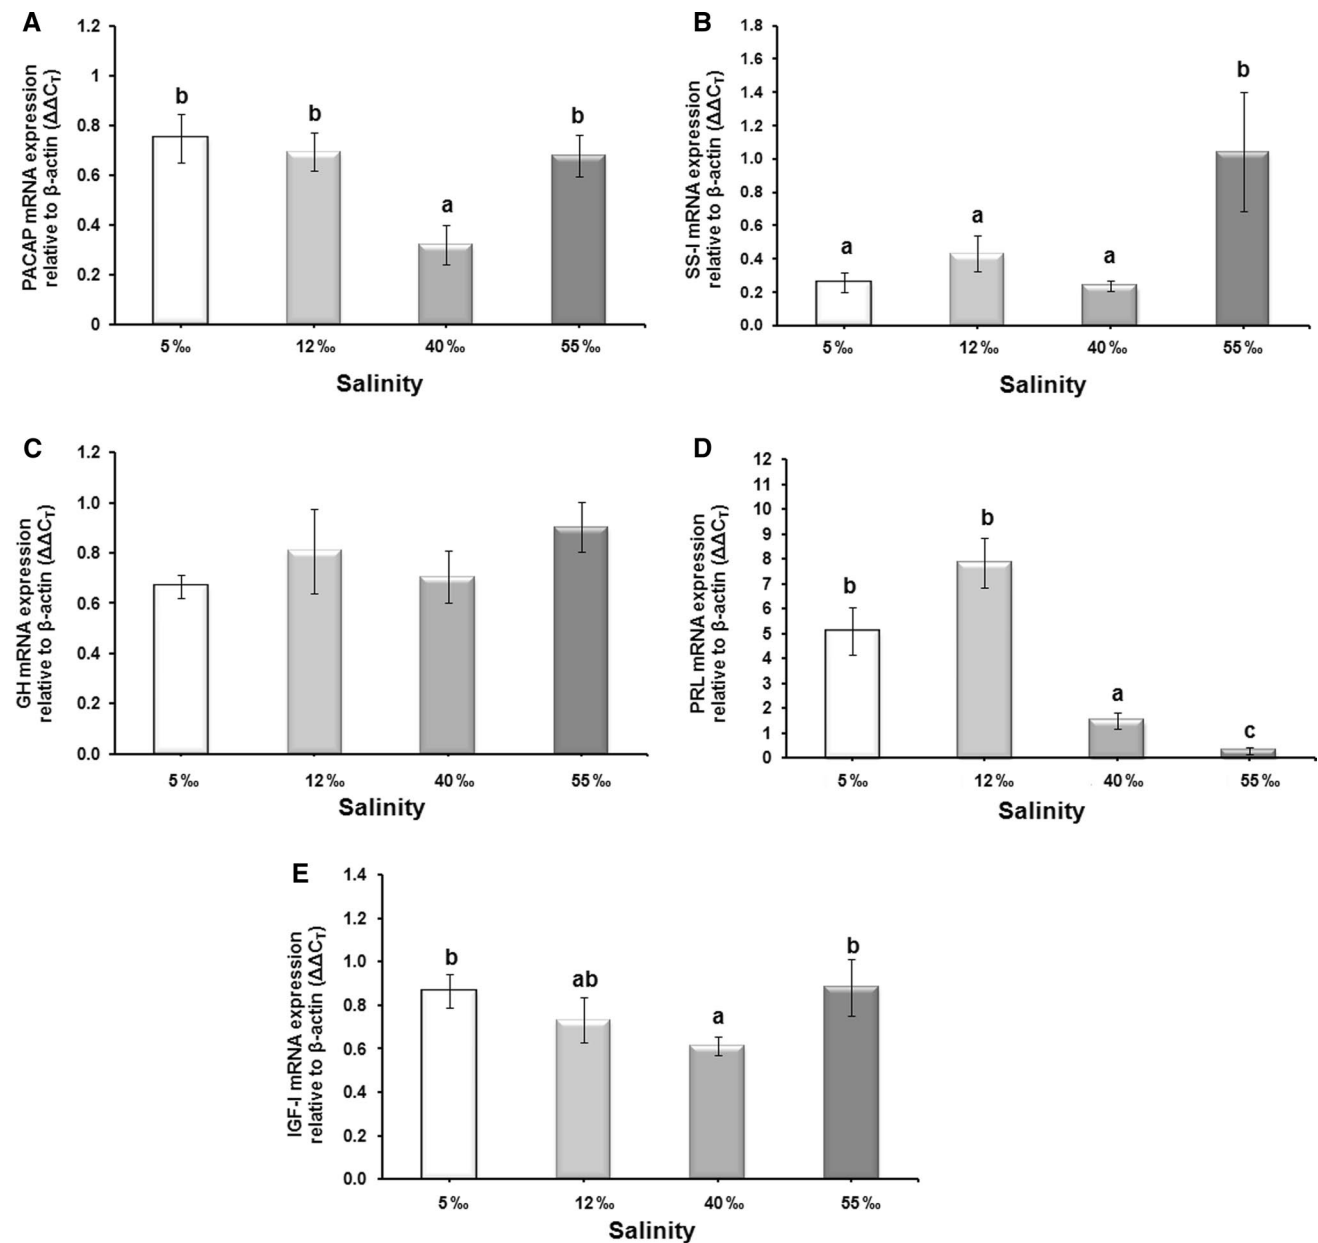 A
PACAP mRNA expression
relative to β-actin (ΔΔCT)
1.2
1
0.8
0.6
0.4
0.2
0
b
b
a
b
5 ‰
12 ‰
40 ‰
55 ‰
Salinity
B
SS-I mRNA expression
relative to β-actin (ΔΔCT)
1.8
1.6
1.4
1.2
1.0
0.8
0.6
0.4
0.2
0.0
a
a
a
b
5 ‰
12 ‰
40 ‰
55 ‰
Salinity
C
GH mRNA expression
relative to β-actin (ΔΔCT)
1.2
1.0
0.8
0.6
0.4
0.2
0.0
5 ‰
12 ‰
40 ‰
55 ‰
Salinity
D
PRL mRNA expression
relative to β-actin (ΔΔCT)
12
11
10
9
8
7
6
5
4
3
2
1
0
b
b
a
c
5 ‰
12 ‰
40 ‰
55 ‰
Salinity
E
IGF-I mRNA expression
relative to β-actin (ΔΔCT)
1.4
1.2
1.0
0.8
0.6
0.4
0.2
0.0
b
ab
a
b
5 ‰
12 ‰
40 ‰
55 ‰
Salinity